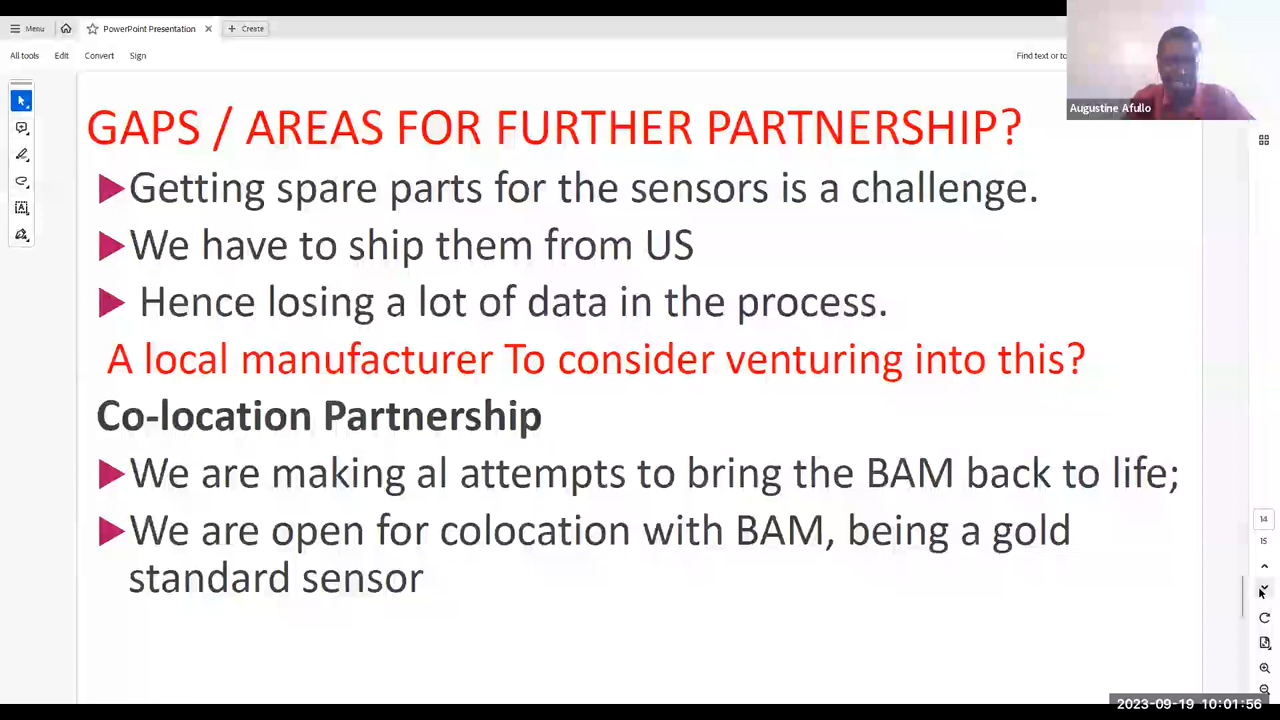 Menu
PowerPoint Presentation
Create
All tools
Edit
Convert
Sign
Find text or to
Augustine Afullo
GAPS / AREAS FOR FURTHER PARTNERSHIP?
Getting spare parts for the sensors is a challenge.
We have to ship them from US
Hence losing a lot of data in the process.
A local manufacturer To consider venturing into this?
Co-location Partnership
We are making al attempts to bring the BAM back to life;
We are open for colocation with BAM, being a gold
standard sensor
14
15
2023-09-19 10:01:56